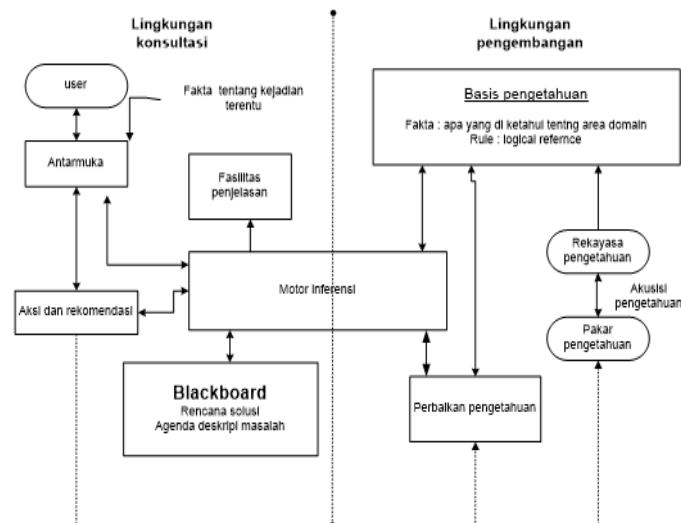 Lingkungan
konsultasi
Lingkungan
pengembangan
user
Fakta tentang kejadian
terentu
Basis pengetahuan
Fakta : apa yang di ketahui tentng area domain
Rule : logical refernce
Antarmuka
Fasilitas
penjelasan
Rekayasa
pengetahuan
Motor inferensi
Akusisi
pengetahuan
Aksi dan rekomendasi
Pakar
pengetahuan
Blackboard
Rencana solusi
Agenda deskripi masalah
Perbaikan pengetahuan